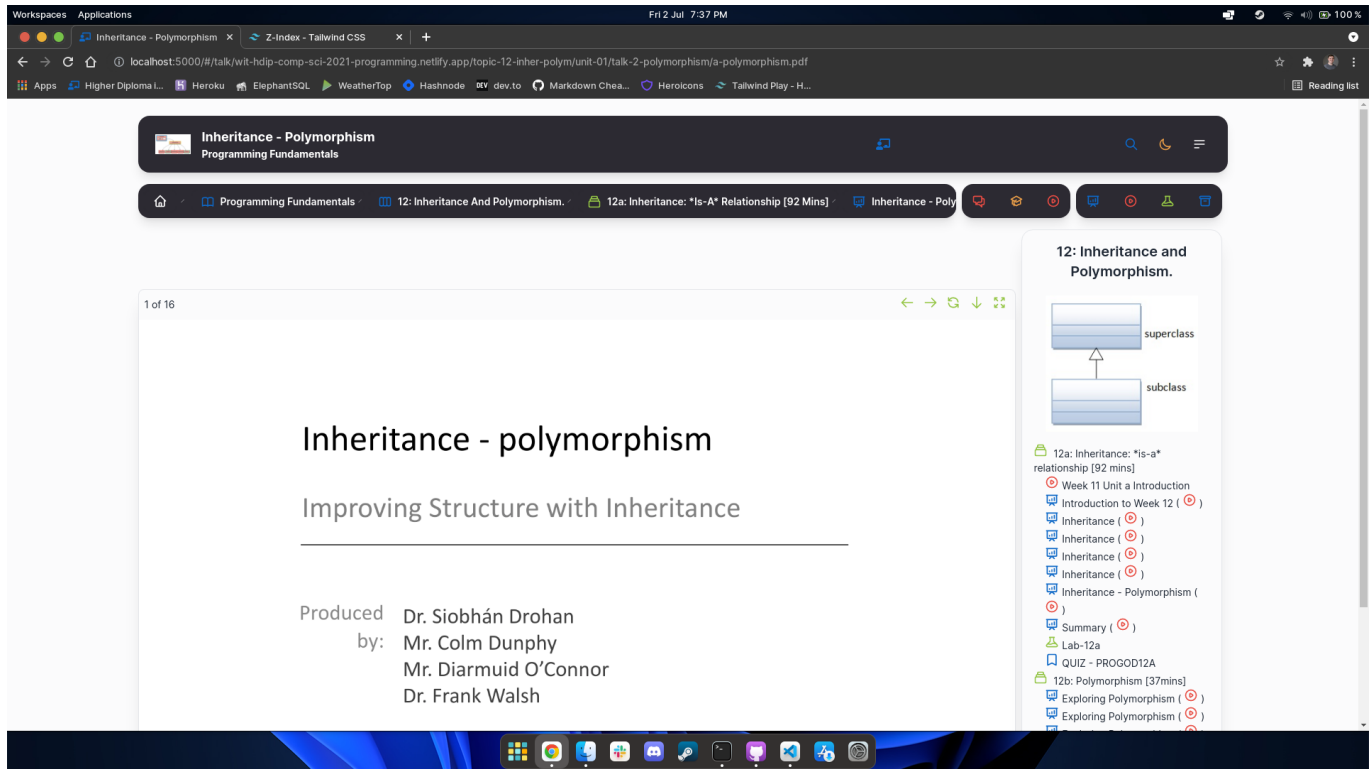 Workspaces Applications Fri 2 Jul 7:37 PM 100 %
Inheritance - Polymorphism Z-Index - Tailwind CSS
localhost:5000/#/talk/wit-hdip-comp-sci-2021-programming.netlify.app/topic-12-inher-polym/unit-01/talk-2-polymorphism/a-polymorphism.pdf
Apps Higher Diploma i... Heroku ElephantSQL WeatherTop Hashnode DEV dev.to Markdown Chea... Heroicons Tailwind Play - H... Reading list
Inheritance - Polymorphism
Programming Fundamentals
Programming Fundamentals 12: Inheritance And Polymorphism. 12a: Inheritance: *Is-A* Relationship [92 Mins] Inheritance - Poly
12: Inheritance and
Polymorphism.
superclass
subclass
1 of 16
Inheritance - polymorphism
Improving Structure with Inheritance
Produced
by:
Dr. Siobhán Drohan
Mr. Colm Dunphy
Mr. Diarmuid O'Connor
Dr. Frank Walsh
12a: Inheritance: *is-a*
relationship [92 mins]
Week 11 Unit a Introduction
Introduction to Week 12 ( )
Inheritance ( )
Inheritance ( )
Inheritance ( )
Inheritance ( )
Inheritance - Polymorphism (
)
Summary ( )
Lab-12a
QUIZ - PROGOD12A
12b: Polymorphism [37mins]
Exploring Polymorphism ( )
Exploring Polymorphism ( )